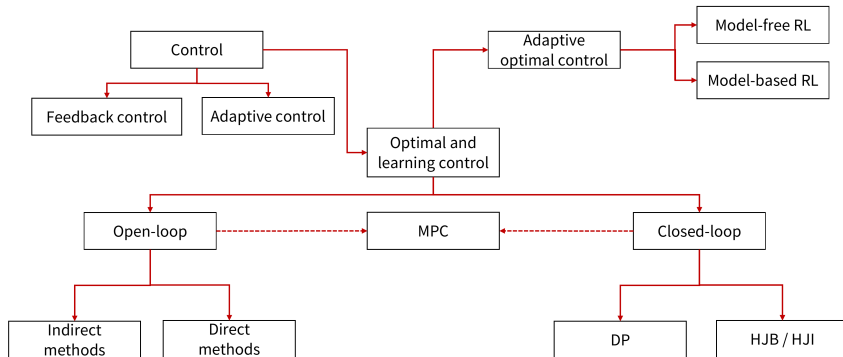 Control
Feedback control
Adaptive control
Optimal and
learning control
Adaptive
optimal control
Model-free RL
Model-based RL
Open-loop
MPC
Closed-loop
Indirect
methods
Direct
methods
DP
HJB / HJI